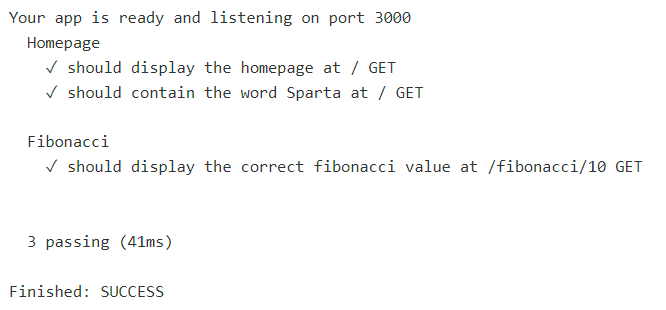 Your app is ready and listening on port 3000
Homepage
✓ should display the homepage at / GET
✓ should contain the word Sparta at / GET
Fibonacci
✓ should display the correct fibonacci value at /fibonacci/10 GET
3 passing (41ms)
Finished: SUCCESS